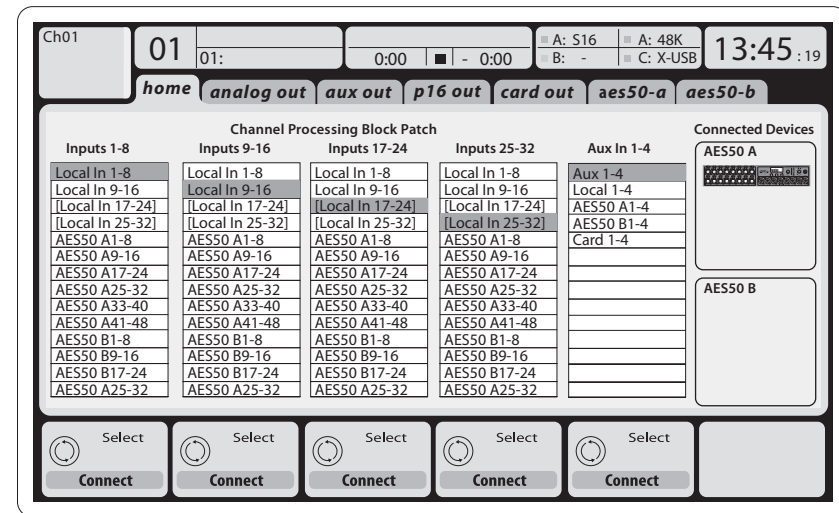 Ch01
01
01:
0:00 - 0:00
A: S16 A: 48K
B: - C: X-USB
13:45 :19
home analog out aux out p16 out card out aes50-a aes50-b
Channel Processing Block Patch Connected Devices
Inputs 1-8 Inputs 9-16 Inputs 17-24 Inputs 25-32 Aux In 1-4 AES50 A
Local In 1-8 Local In 1-8 Local In 1-8 Local In 1-8 Aux 1-4
Local In 9-16 Local In 9-16 Local In 9-16 Local In 9-16 Local 1-4
[Local In 17-24] [Local In 17-24] [Local In 17-24] [Local In 17-24] AES50 A1-4
[Local In 25-32] [Local In 25-32] [Local In 25-32] [Local In 25-32] AES50 B1-4
AES50 A1-8 AES50 A1-8 AES50 A1-8 AES50 A1-8 Card 1-4
AES50 A9-16 AES50 A9-16 AES50 A9-16 AES50 A9-16
AES50 A17-24 AES50 A17-24 AES50 A17-24 AES50 A17-24
AES50 A25-32 AES50 A25-32 AES50 A25-32 AES50 A25-32 AES50 B
AES50 A33-40 AES50 A33-40 AES50 A33-40 AES50 A33-40
AES50 A41-48 AES50 A41-48 AES50 A41-48 AES50 A41-48
AES50 B1-8 AES50 B1-8 AES50 B1-8 AES50 B1-8
AES50 B9-16 AES50 B9-16 AES50 B9-16 AES50 B9-16
AES50 B17-24 AES50 B17-24 AES50 B17-24 AES50 B17-24
AES50 A25-32 AES50 A25-32 AES50 A25-32 AES50 A25-32
Select Select Select Select Select
Connect Connect Connect Connect Connect